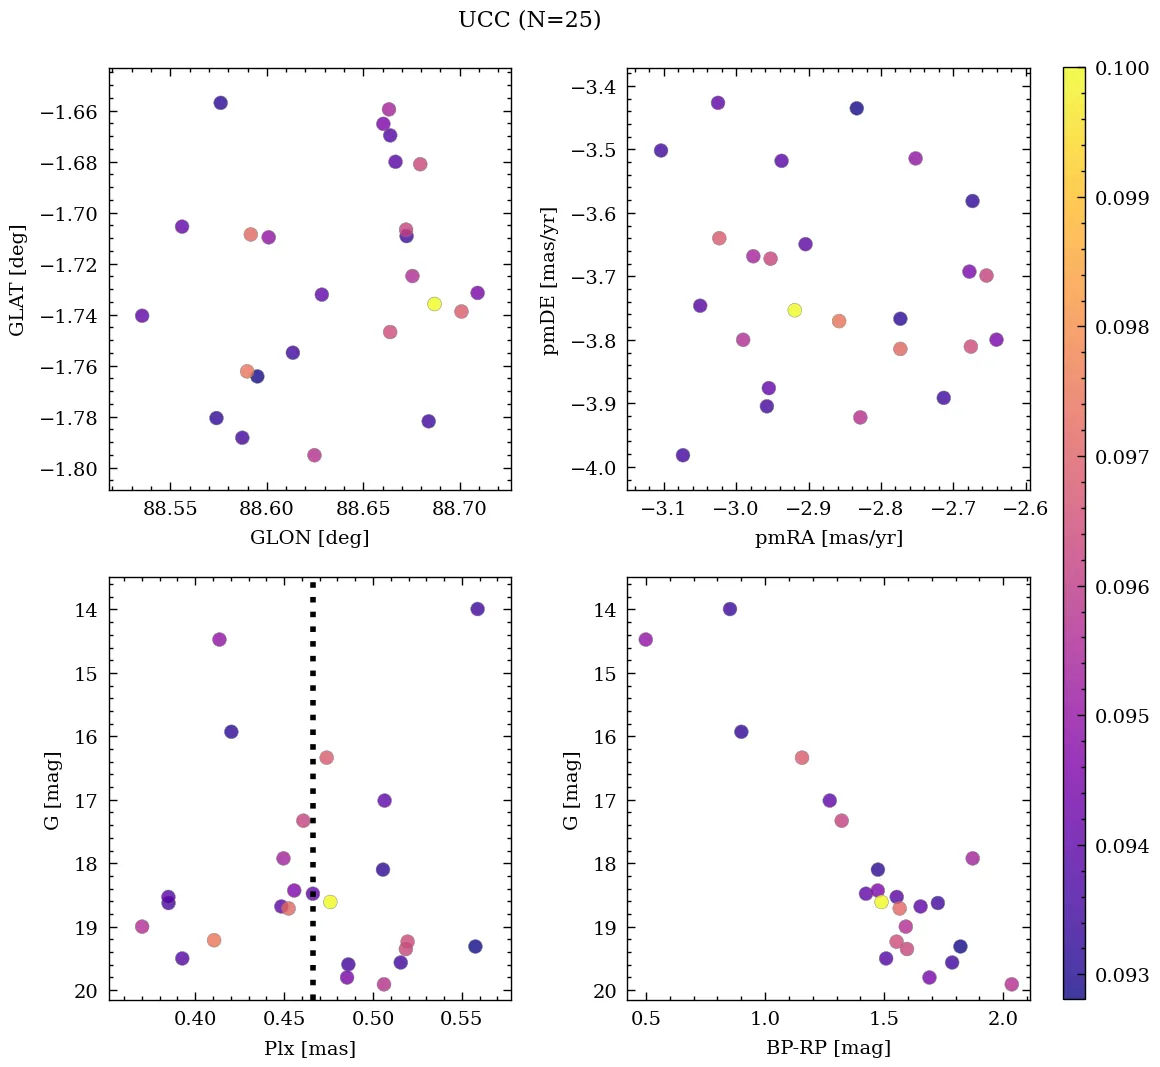 UCC (N=25)
−1.66
−1.68
−1.70
−1.72
−1.74
−1.76
−1.78
−1.80
GLAT [deg]
88.55 88.60 88.65 88.70
GLON [deg]
−3.4
−3.5
−3.6
−3.7
−3.8
−3.9
−4.0
pmDE [mas/yr]
−3.1 −3.0 −2.9 −2.8 −2.7 −2.6
pmRA [mas/yr]
14
15
16
17
18
19
20
G [mag]
0.40 0.45 0.50 0.55
Plx [mas]
14
15
16
17
18
19
20
G [mag]
0.5 1.0 1.5 2.0
BP-RP [mag]
0.100
0.099
0.098
0.097
0.096
0.095
0.094
0.093